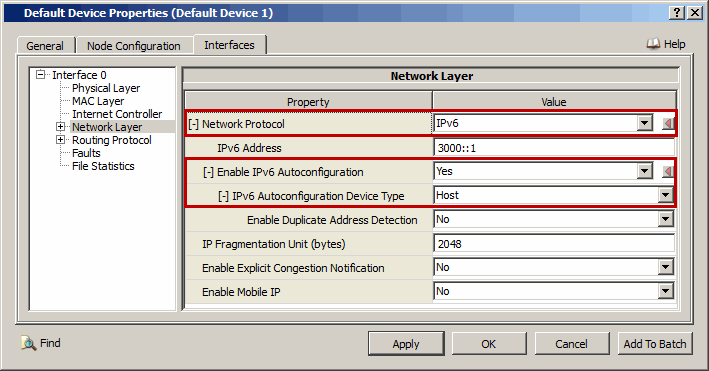 Default Device Properties (Default Device 1)
General
Node Configuration
Interfaces
Help
Interface 0
Physical Layer
MAC Layer
Internet Controller
Network Layer
Routing Protocol
Faults
File Statistics
Network Layer
Property Value
[-] Network Protocol IPv6
IPv6 Address 3000::1
[-] Enable IPv6 Autoconfiguration Yes
[-] IPv6 Autoconfiguration Device Type Host
Enable Duplicate Address Detection No
IP Fragmentation Unit (bytes) 2048
Enable Explicit Congestion Notification No
Enable Mobile IP No
Find
Apply
OK
Cancel
Add To Batch